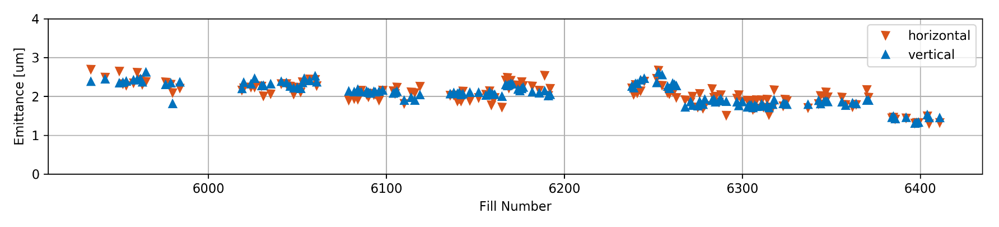 4
3
2
1
0
Emittance [um]
horizontal
vertical
6000 6100 6200 6300 6400
Fill Number